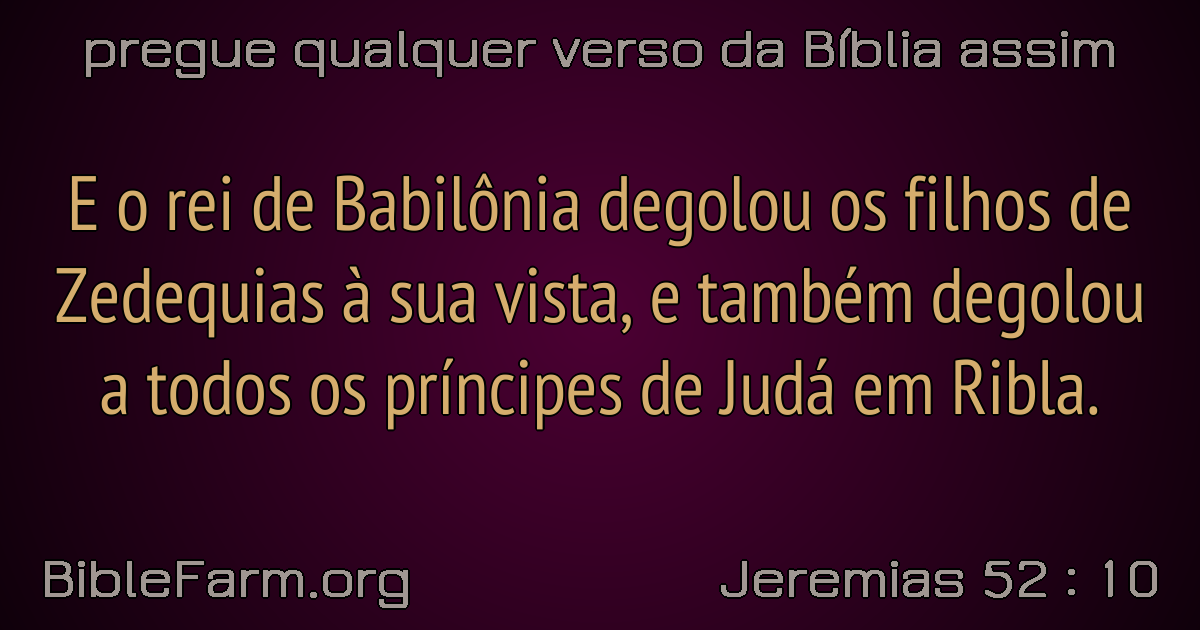 pregue qualquer verso da Bíblia assim
E o rei de Babilônia degolou os filhos de
Zedequias à sua vista, e também degolou
a todos os príncipes de Judá em Ribla.
BibleFarm.org
Jeremias 52 : 10